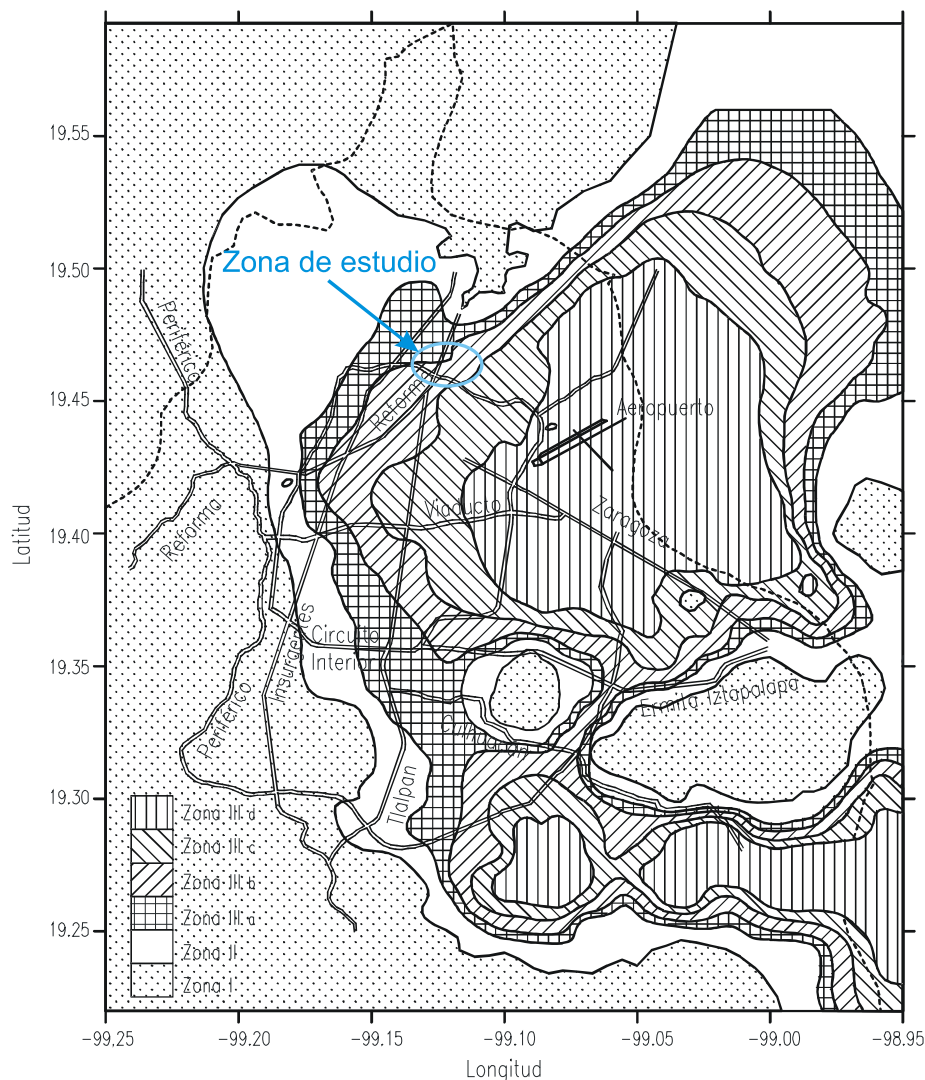 19.55
19.50
19.45
19.40
19.35
19.30
19.25
Latitud
Zona de estudio
Periférico
Reforma
Aeropuerto
Reforma
Viaducto
Zaragoza
Circuito
Interior
Insurgentes
Periférico
Ermita Iztapalapa
Tlalpan
Zona III d
Zona III c
Zona III b
Zona III a
Zona II
Zona I
-99,25
-99.20
-99.15
-99.10
-99.05
-99.00
-98.95
Longitud